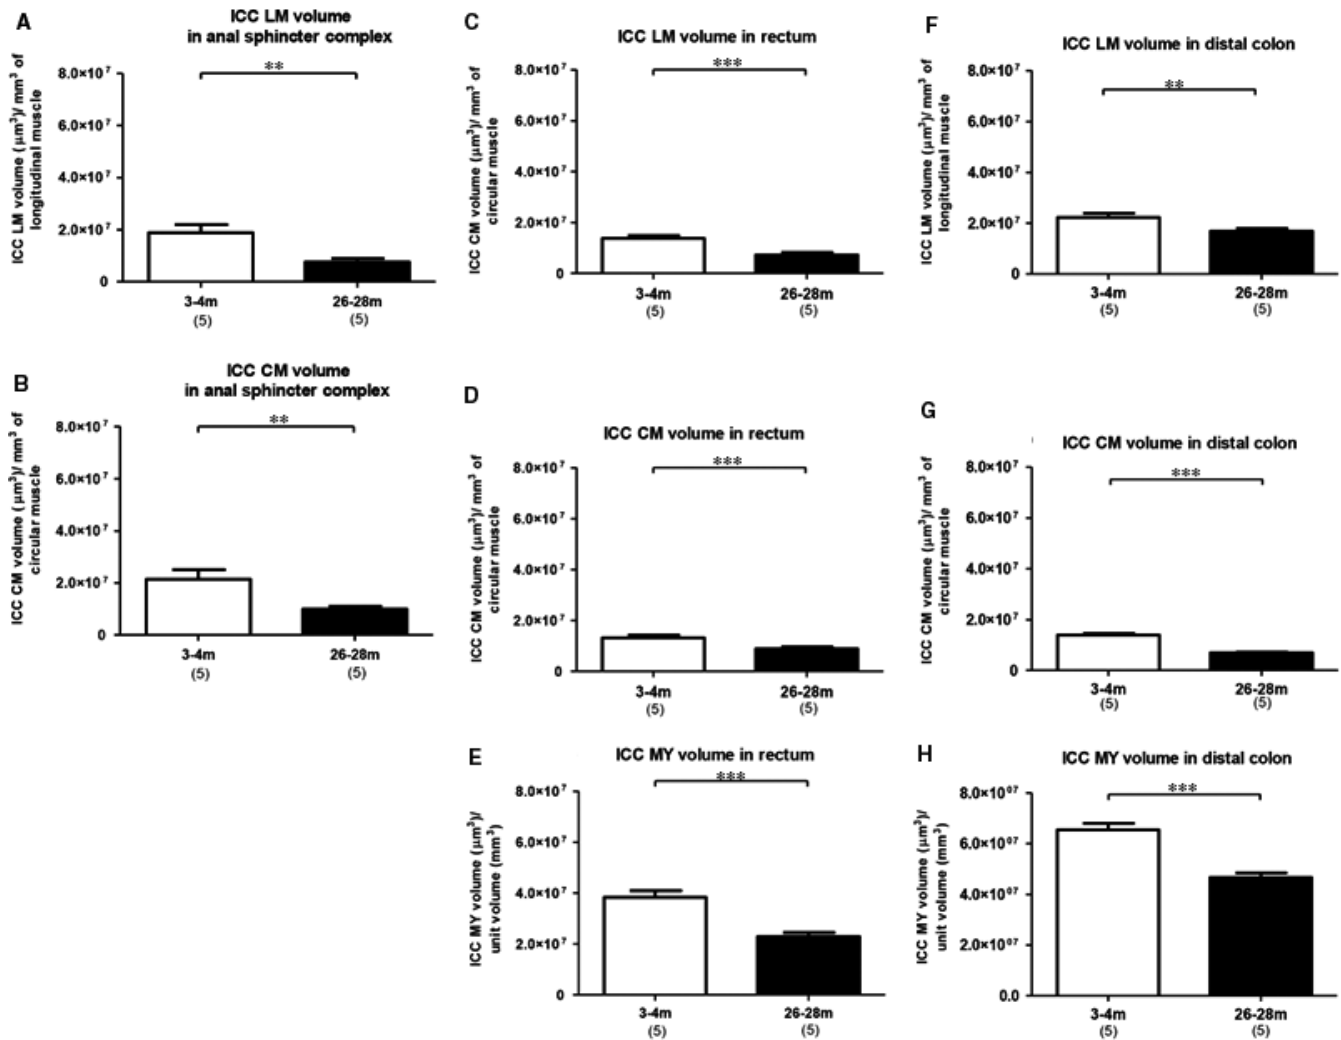 A
ICC LM volume
in anal sphincter complex
ICC LM volume (μm³)/ mm³ of
longitudinal muscle
8.0×10⁷
6.0×10⁷
4.0×10⁷
2.0×10⁷
0
**
3-4m
26-28m
(5)
(5)
B
ICC CM volume
in anal sphincter complex
ICC CM volume (μm³)/ mm³ of
circular muscle
8.0×10⁷
6.0×10⁷
4.0×10⁷
2.0×10⁷
0
**
3-4m
26-28m
(5)
(5)
C
ICC LM volume in rectum
ICC CM volume (μm³)/ mm³ of
circular muscle
8.0×10⁷
6.0×10⁷
4.0×10⁷
2.0×10⁷
0
***
3-4m
26-28m
(5)
(5)
D
ICC CM volume in rectum
ICC CM volume (μm³)/ mm³ of
circular muscle
8.0×10⁷
6.0×10⁷
4.0×10⁷
2.0×10⁷
0
***
3-4m
26-28m
(5)
(5)
E
ICC MY volume in rectum
ICC MY volume (μm³)/
unit volume (mm³)
8.0×10⁷
6.0×10⁷
4.0×10⁷
2.0×10⁷
0
***
3-4m
26-28m
(5)
(5)
F
ICC LM volume in distal colon
ICC LM volume (μm³)/ mm³ of
longitudinal muscle
8.0×10⁷
6.0×10⁷
4.0×10⁷
2.0×10⁷
0
**
3-4m
26-28m
(5)
(5)
G
ICC CM volume in distal colon
ICC CM volume (μm³)/ mm³ of
circular muscle
8.0×10⁷
6.0×10⁷
4.0×10⁷
2.0×10⁷
0
***
3-4m
26-28m
(5)
(5)
H
ICC MY volume in distal colon
ICC MY volume (μm³)/
unit volume (mm³)
8.0×10⁰⁷
6.0×10⁰⁷
4.0×10⁰⁷
2.0×10⁰⁷
0.0
***
3-4m
26-28m
(5)
(5)